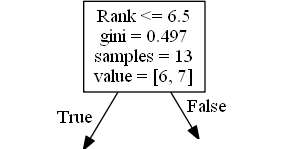 Rank <= 6.5
gini = 0.497
samples = 13
value = [6, 7]
True
False